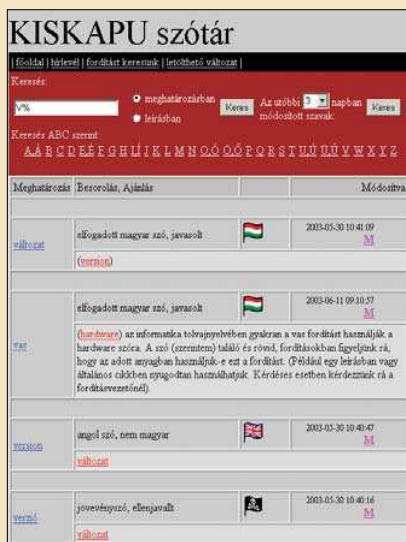 KISKAPU szótár
| főoldal | hírlevél | fordítást keresünk | letölthető változat |
Keresés:
V%
meghatározásban
leírásban
Keres
Az utóbbi 3 napban módosított szavak.
Keres
Keresés ABC szerint:
A Á B C D E É F G H I Í J K L M N O Ó Ö Ő P Q R S T U Ú Ü Ű V W X Y Z
Meghatározás Besorolás, Ajánlás Módosítva
változat
elfogadott magyar szó, javasolt
2003-05-30 10:41:09
M
(version)
vas
elfogadott magyar szó, javasolt
2003-06-11 09:10:57
M
(hardware) az informatika tolvajnyelvében gyakran a vas fordítást használják a
hardware szóra. A szó (szerintem) találó és rövid, fordításokban figyeljünk rá,
hogy az adott anyagban használjuk-e ezt a fordítást. (Például egy leírásban vagy
általános cikkben nyugodtan használhatjuk. Kérdéses esetben kérdezzünk rá a
fordításvezetőnél).
version
angol szó, nem magyar
2003-05-30 10:40:47
M
változat
verzió
jövevényszó, ellenjavallt
2003-05-30 10:40:16
M
változat